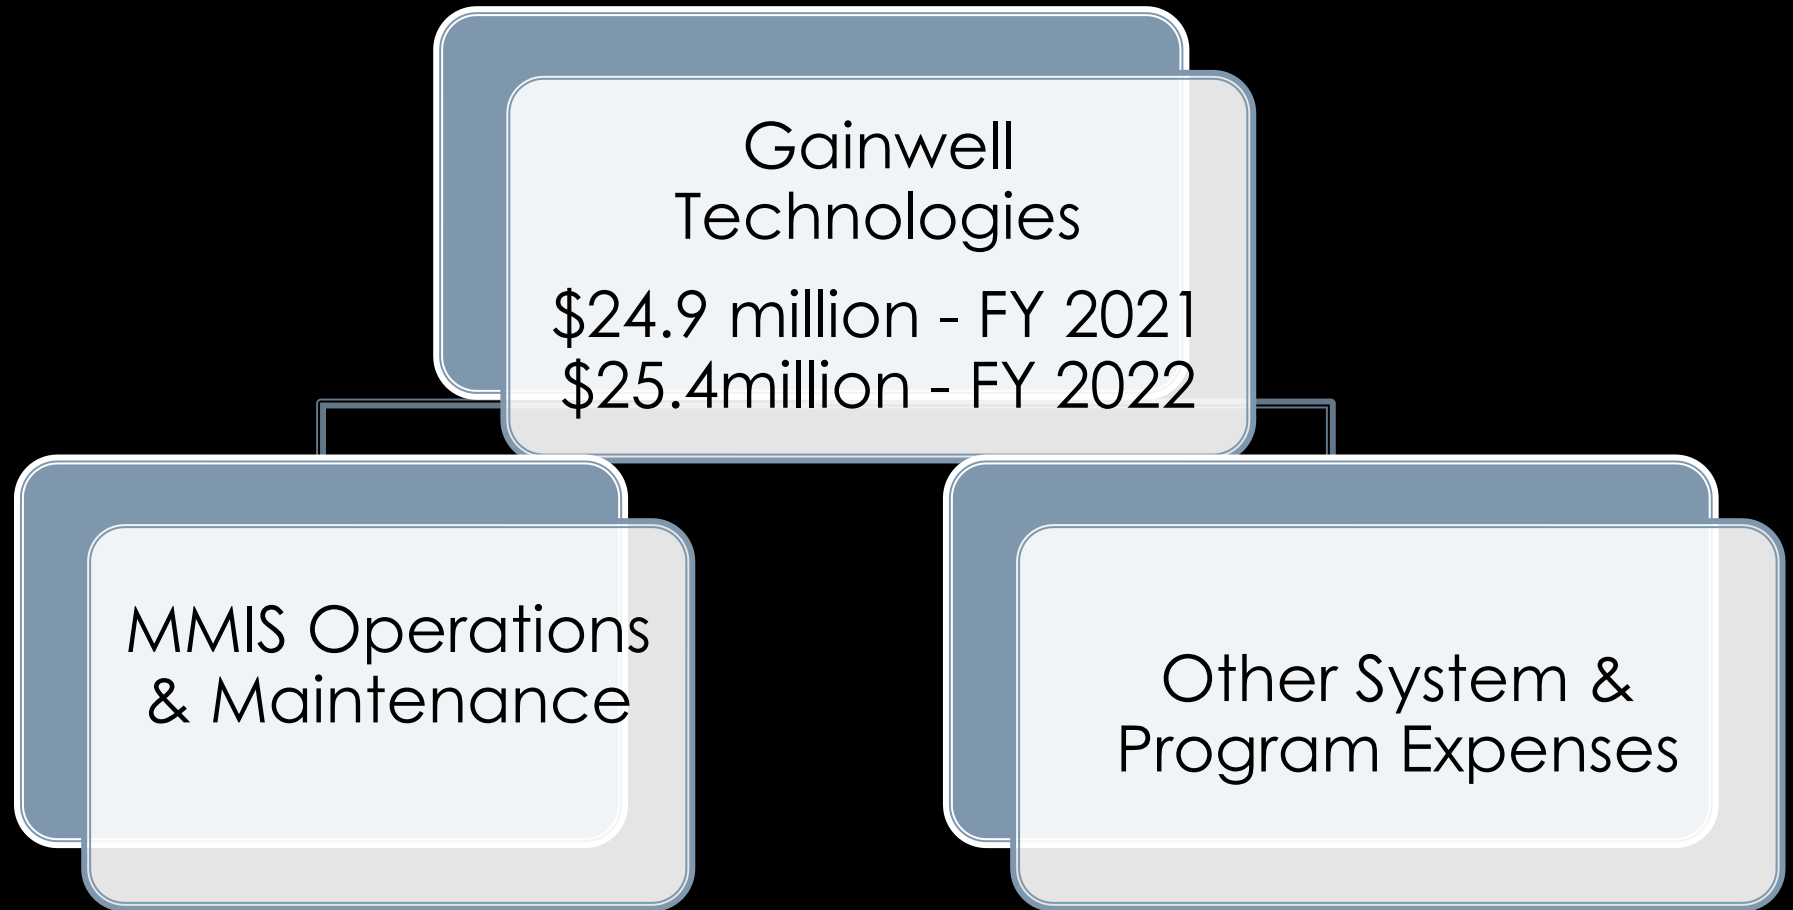 Gainwell
Technologies
$24.9 million - FY 2021
$25.4million - FY 2022
MMIS Operations
& Maintenance
Other System &
Program Expenses